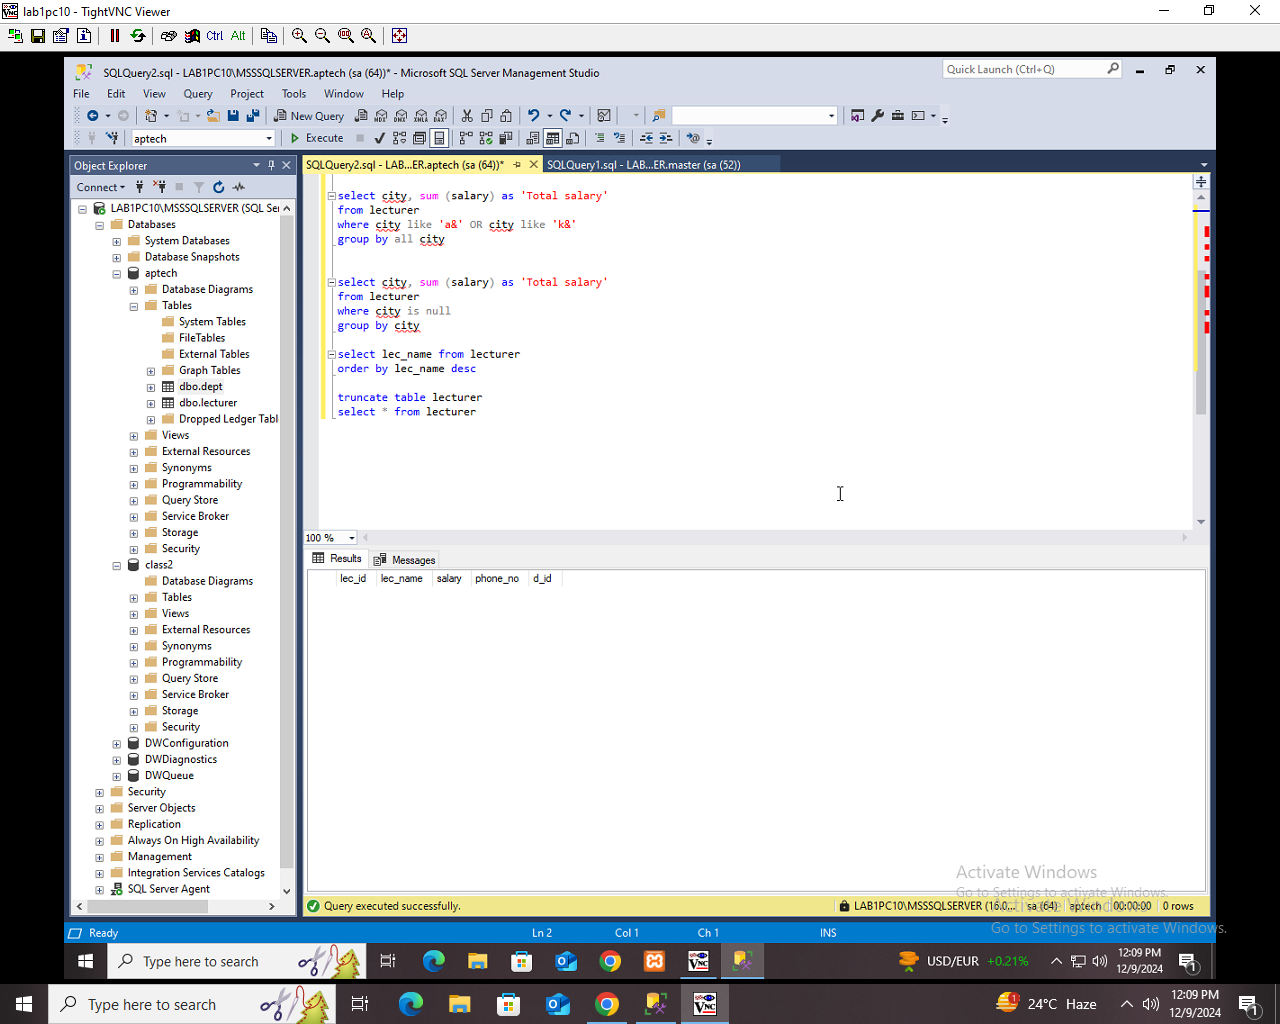 lab1pc10 - TightVNC Viewer
Ctrl Alt
SQLQuery2.sql - LAB1PC10\MSSSQLSERVER.aptech (sa (64))* - Microsoft SQL Server Management Studio
Quick Launch (Ctrl+Q)
File Edit View Query Project Tools Window Help
New Query
aptech
Execute
Object Explorer
SQLQuery2.sql - LAB...ER.aptech (sa (64))*
SQLQuery1.sql - LAB...ER.master (sa (52))
Connect
LAB1PC10\MSSSQLSERVER (SQL Se
Databases
System Databases
Database Snapshots
aptech
Database Diagrams
Tables
System Tables
FileTables
External Tables
Graph Tables
dbo.dept
dbo.lecturer
Dropped Ledger Tabl
Views
External Resources
Synonyms
Programmability
Query Store
Service Broker
Storage
Security
class2
Database Diagrams
Tables
Views
External Resources
Synonyms
Programmability
Query Store
Service Broker
Storage
Security
DWConfiguration
DWDiagnostics
DWQueue
Security
Server Objects
Replication
Always On High Availability
Management
Integration Services Catalogs
SQL Server Agent
select city, sum (salary) as 'Total salary'
from lecturer
where city like 'a&' OR city like 'k&'
group by all city
select city, sum (salary) as 'Total salary'
from lecturer
where city is null
group by city
select lec_name from lecturer
order by lec_name desc
truncate table lecturer
select * from lecturer
100 %
Results Messages
lec_id lec_name salary phone_no d_id
Activate Windows
Go to Settings to activate Windows.
Query executed successfully.
LAB1PC10\MSSSQLSERVER (16.0... sa (64) aptech 00:00:00 0 rows
Activate Windows
Go to Settings to activate Windows.
Ready Ln 2 Col 1 Ch 1 INS
Type here to search
USD/EUR +0.21%
12:09 PM
12/9/2024
1
Type here to search
1
24°C Haze
12:09 PM
12/9/2024
1